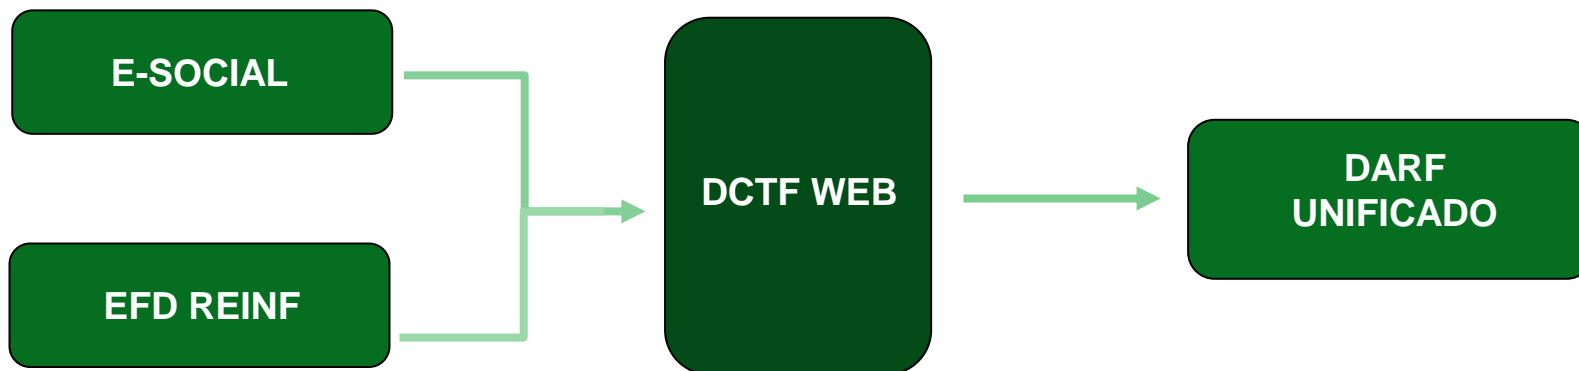 E-SOCIAL
EFD REINF
DCTF WEB
DARF
UNIFICADO